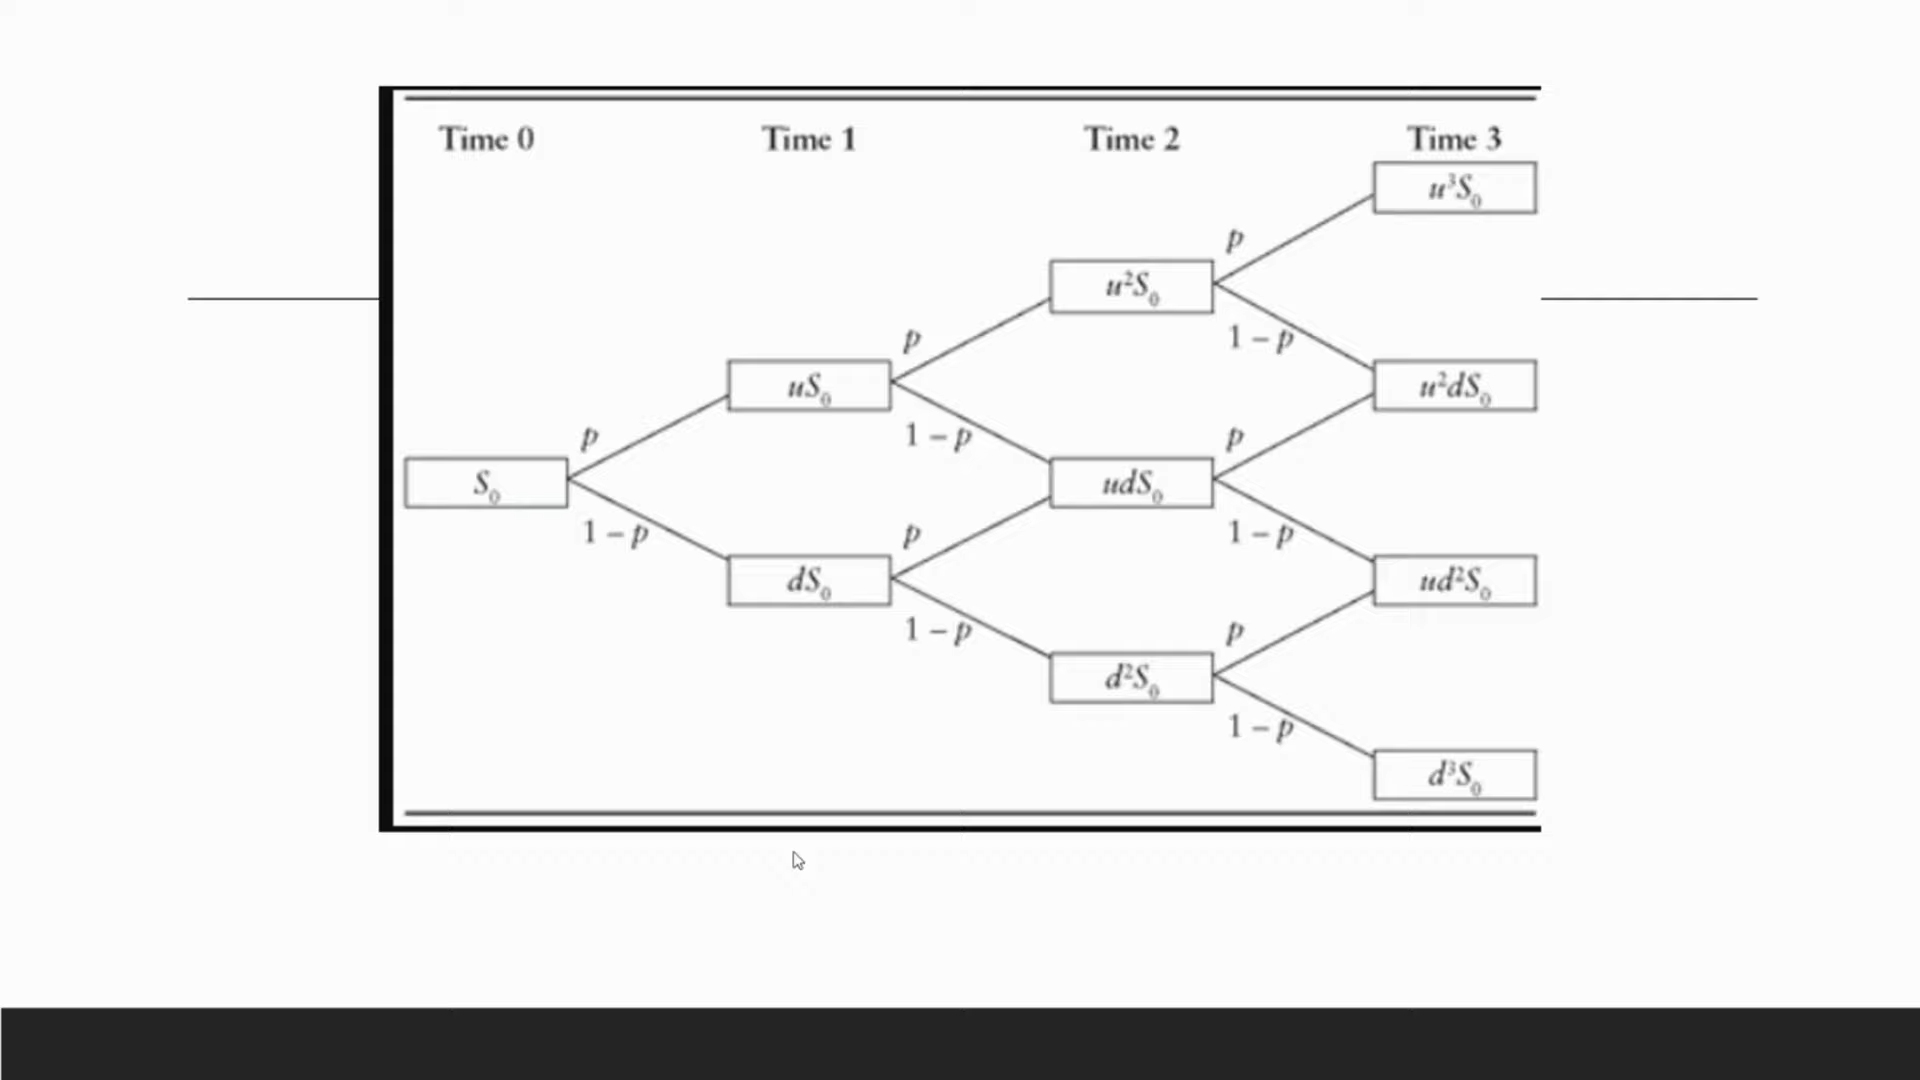 Time 0 Time 1 Time 2 Time 3
u³S₀
p
u²S₀
p
1 – p
uS₀
u²dS₀
p
1 – p
p
S₀
udS₀
1 – p
p
1 – p
dS₀
ud²S₀
1 – p
p
d²S₀
1 – p
d³S₀